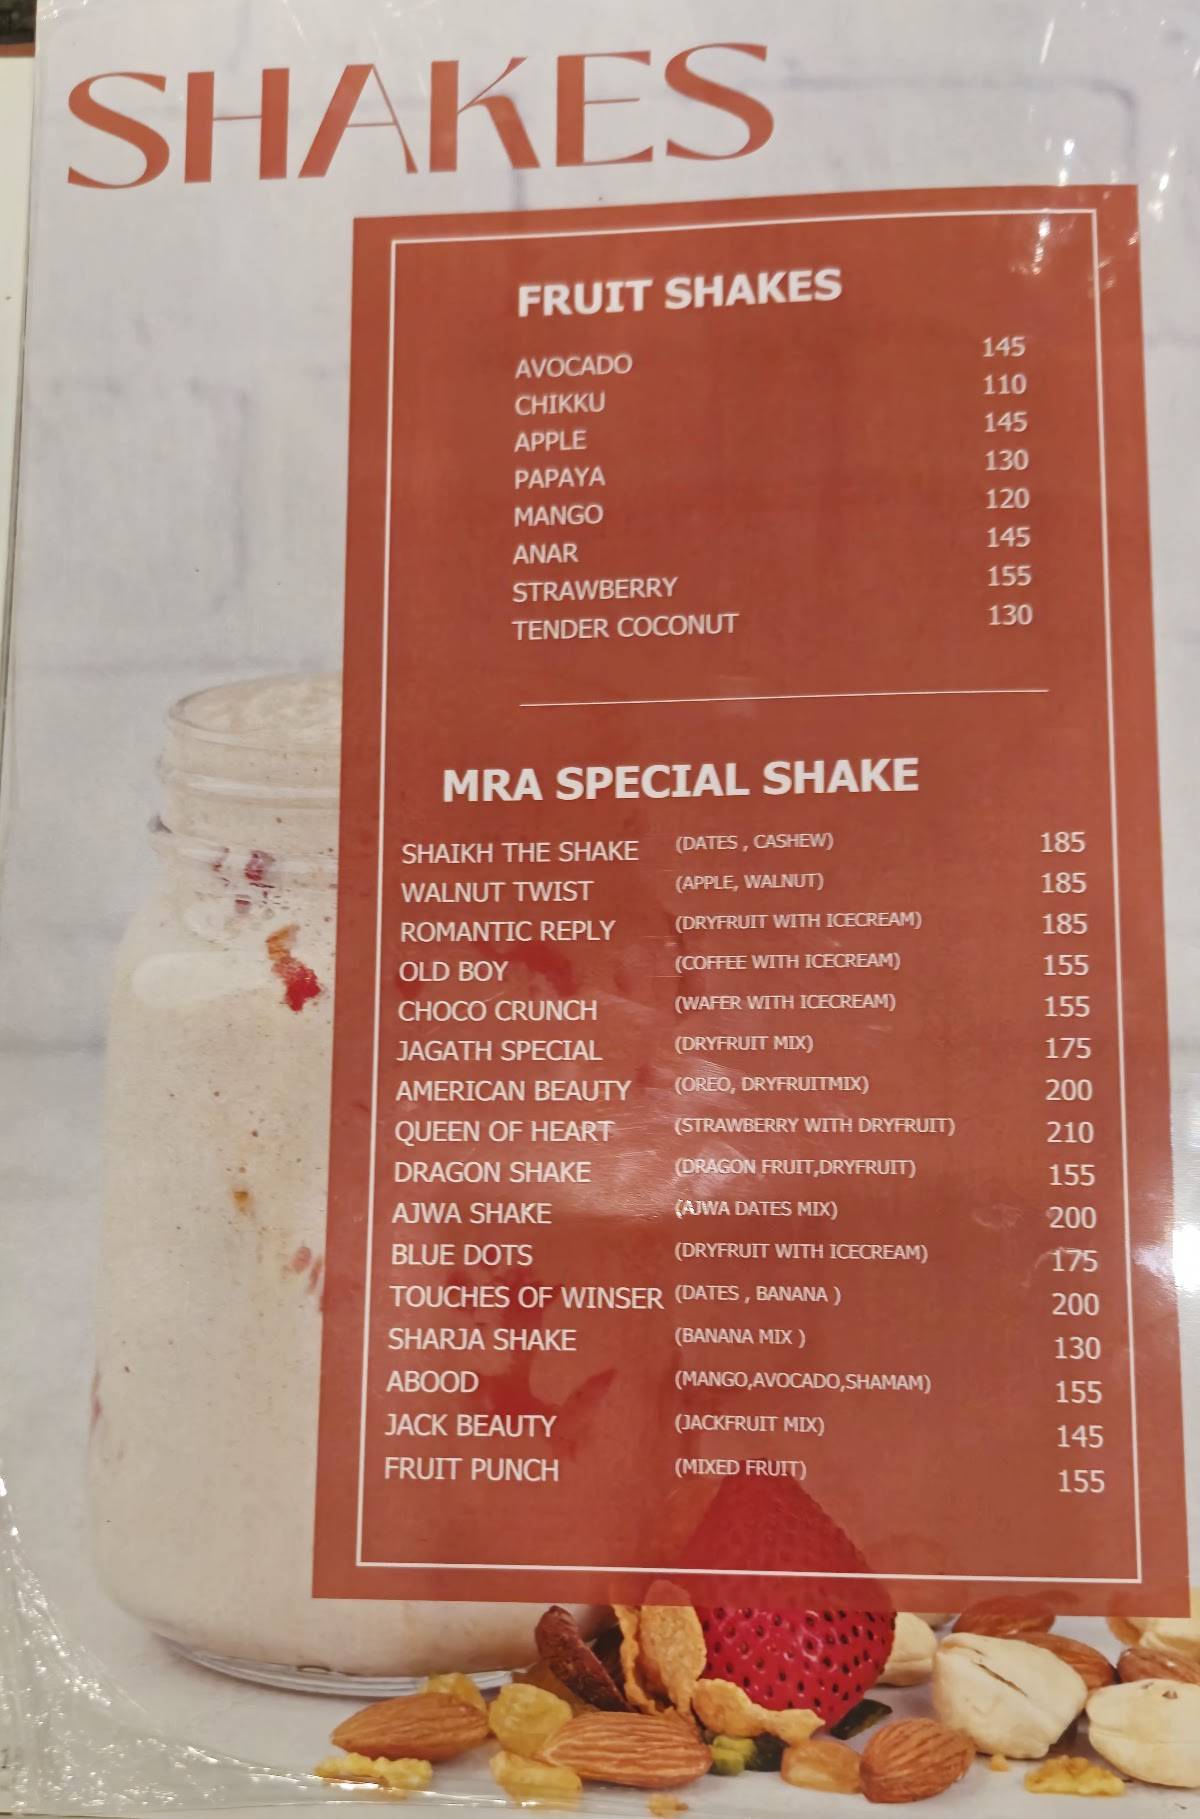 SHAKES
FRUIT SHAKES
AVOCADO 145
CHIKKU 110
APPLE 145
PAPAYA 130
MANGO 120
ANAR 145
STRAWBERRY 155
TENDER COCONUT 130
MRA SPECIAL SHAKE
SHAIKH THE SHAKE (DATES , CASHEW) 185
WALNUT TWIST (APPLE, WALNUT) 185
ROMANTIC REPLY (DRYFRUIT WITH ICECREAM) 185
OLD BOY (COFFEE WITH ICECREAM) 155
CHOCO CRUNCH (WAFER WITH ICECREAM) 155
JAGATH SPECIAL (DRYFRUIT MIX) 175
AMERICAN BEAUTY (OREO, DRYFRUITMIX) 200
QUEEN OF HEART (STRAWBERRY WITH DRYFRUIT) 210
DRAGON SHAKE (DRAGON FRUIT,DRYFRUIT) 155
AJWA SHAKE (AJWA DATES MIX) 200
BLUE DOTS (DRYFRUIT WITH ICECREAM) 175
TOUCHES OF WINSER (DATES , BANANA ) 200
SHARJA SHAKE (BANANA MIX ) 130
ABOOD (MANGO,AVOCADO,SHAMAM) 155
JACK BEAUTY (JACKFRUIT MIX) 145
FRUIT PUNCH (MIXED FRUIT) 155